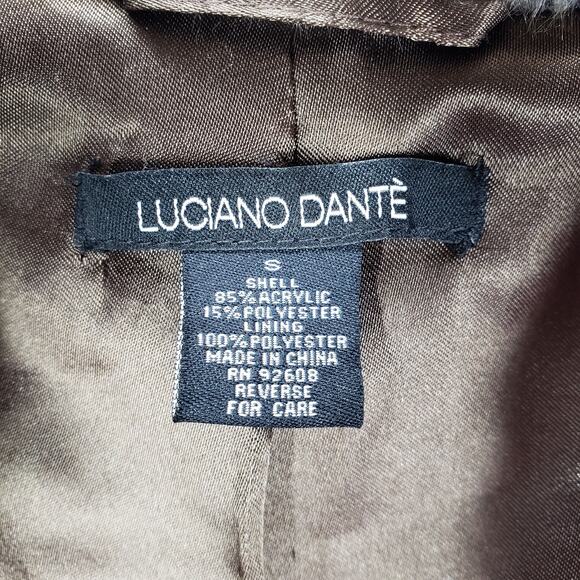 LUCIANO DANTÈ
S
SHELL
85% ACRYLIC
15% POLYESTER
LINING
100% POLYESTER
MADE IN CHINA
RN 92608
REVERSE
FOR CARE